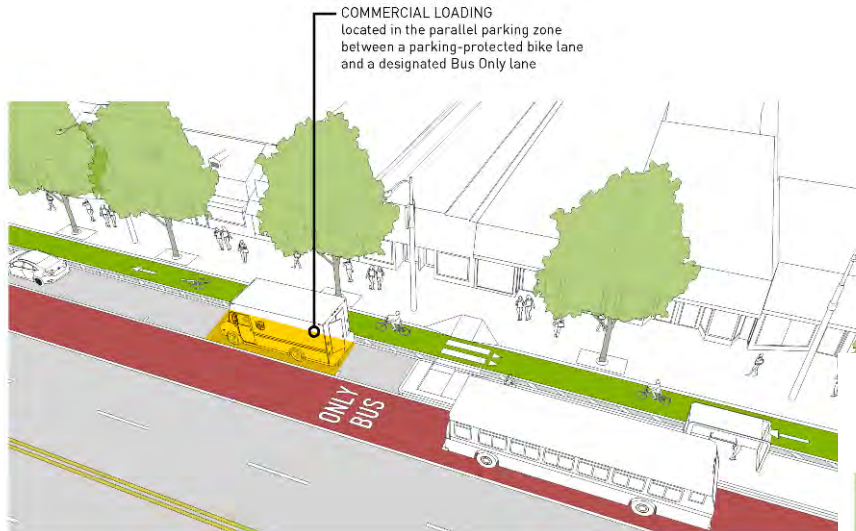 COMMERCIAL LOADING
located in the parallel parking zone
between a parking-protected bike lane
and a designated Bus Only lane
ONLY
BUS